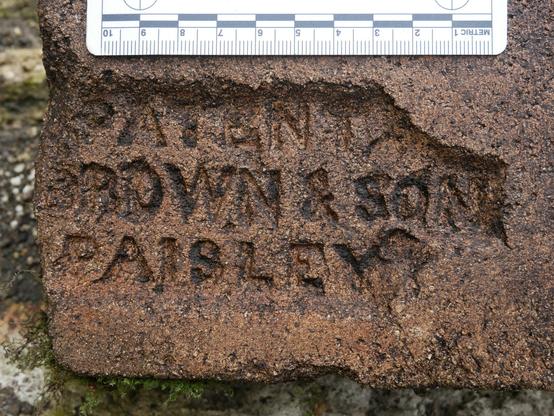 10 9 8 7 6 5 4 3 2 1 METRIC
PATENT
BROWN & SON
PAISLEY